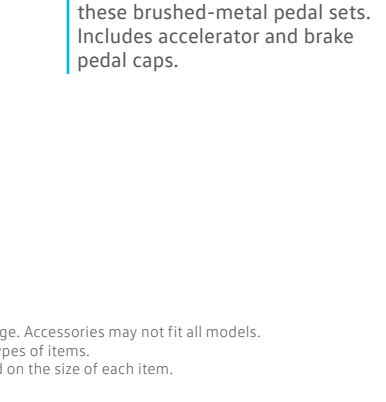 these brushed-metal pedal sets.
Includes accelerator and brake
pedal caps.
ge. Accessories may not fit all models.
ypes of items.
d on the size of each item.